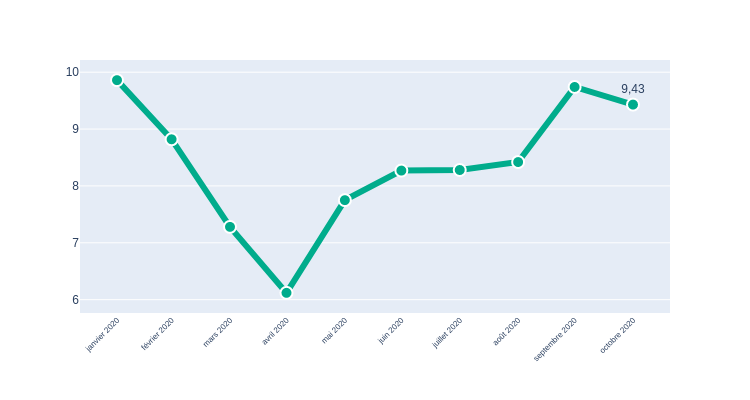 10
9
8
7
6
9,43
janvier 2020
février 2020
mars 2020
avril 2020
mai 2020
juin 2020
juillet 2020
août 2020
septembre 2020
octobre 2020